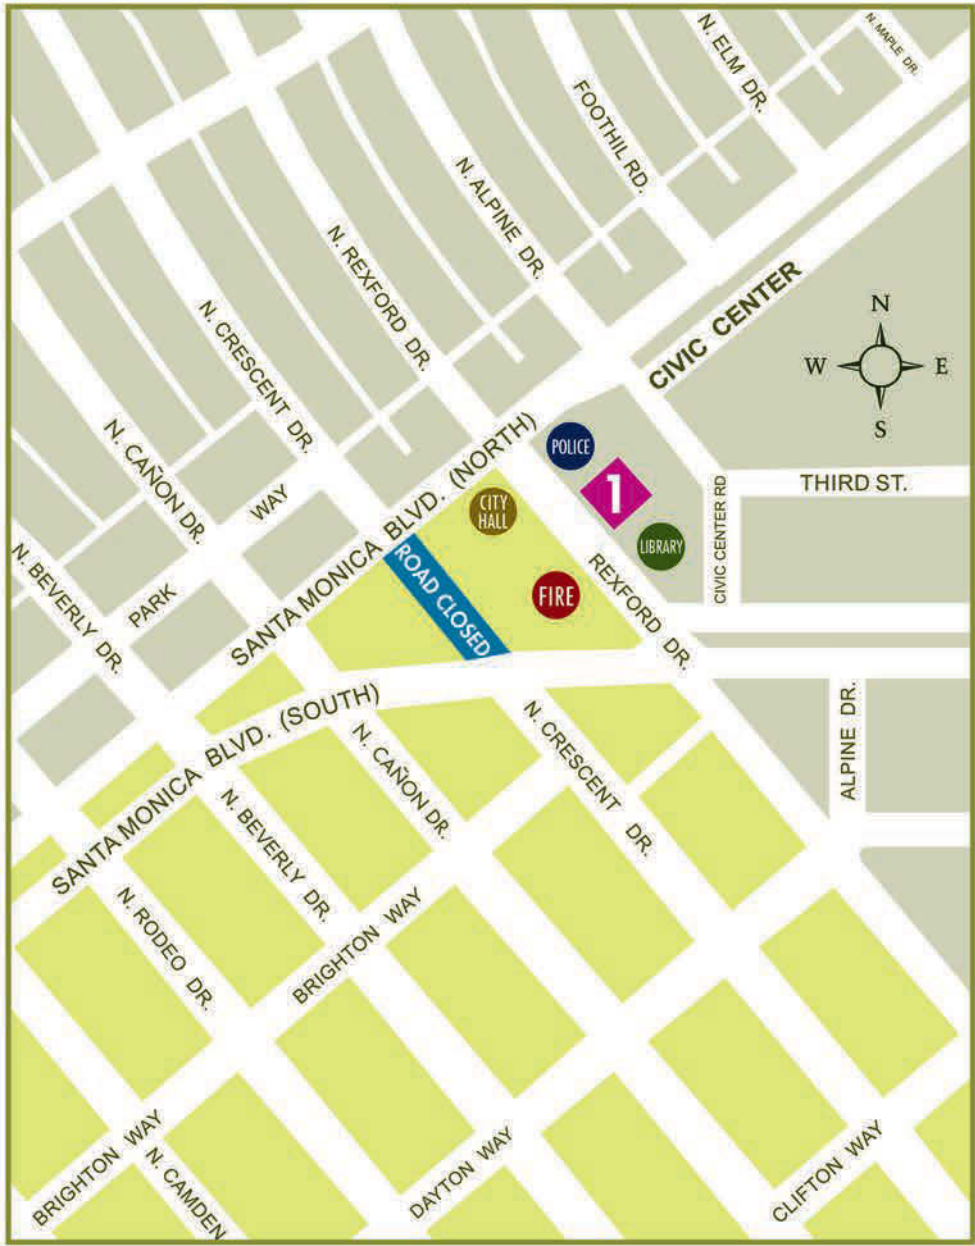 N. MAPLE DR.
N. ELM DR.
FOOTHIL RD.
N. ALPINE DR.
N. REXFORD DR.
CIVIC CENTER
N. CRESCENT DR.
N. CAÑON DR.
N. BEVERLY DR.
PARK WAY
N
W
E
S
SANTA MONICA BLVD. (NORTH)
POLICE
1
LIBRARY
CITY
HALL
FIRE
ROAD CLOSED
REXFORD DR.
CIVIC CENTER RD
THIRD ST.
ALPINE DR.
SANTA MONICA BLVD. (SOUTH)
N. CRESCENT DR.
N. CAÑON DR.
N. BEVERLY DR.
N. RODEO DR.
BRIGHTON WAY
BRIGHTON WAY
N. CAMDEN
DAYTON WAY
CLIFTON WAY